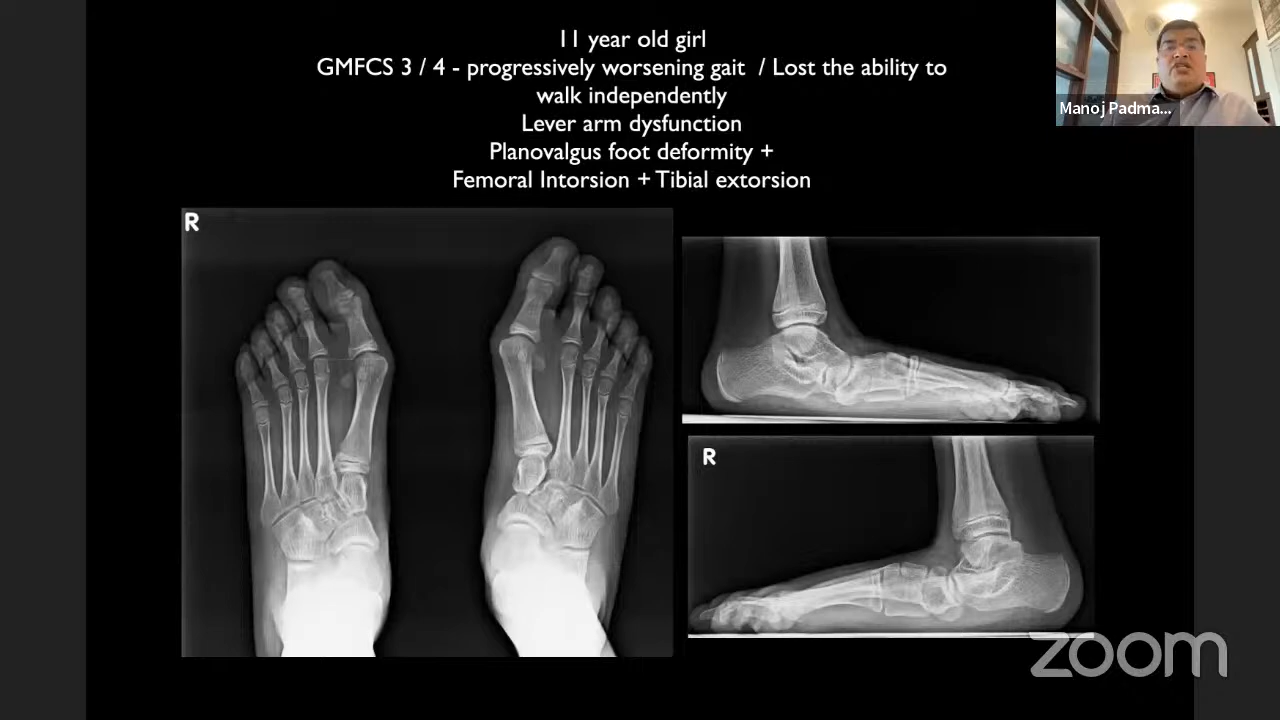 11 year old girl
GMFCS 3 / 4 - progressively worsening gait / Lost the ability to
walk independently
Lever arm dysfunction
Planovalgus foot deformity +
Femoral Intorsion + Tibial extorsion
Manoj Padma...
R
R
zoom